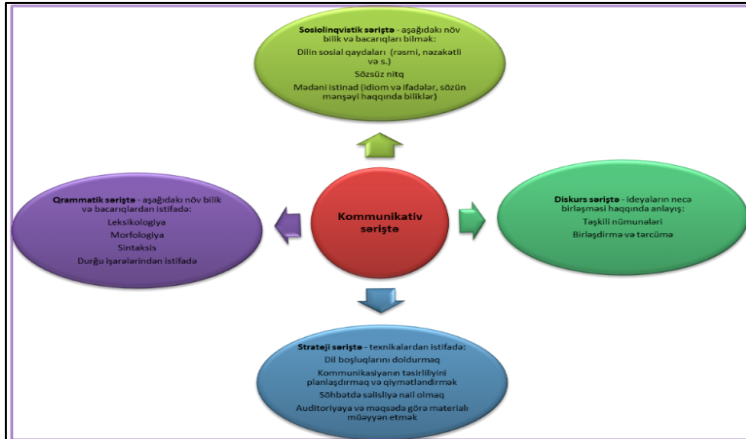 Sosiolinqvistik səriştə - aşağıdakı növ
bilik və bacarıqları bilmək:
Dilin sosial qaydaları (rəsmi, nəzakətli
və s.)
Sözsüz nitq
Mədəni istinad (idiom və ifadələr, sözün
mənşəyi haqqında biliklər)
Qrammatik səriştə - aşağıdakı növ bilik
və bacarıqlardan istifadə:
Leksikologiya
Morfologiya
Sintaksis
Durğu işarələrindən istifadə
Kommunikativ
səriştə
Diskurs səriştə - ideyaların necə
birləşməsi haqqında anlayış:
Təşkili nümunələri
Birləşdirmə və tərcümə
Strateji səriştə - texnikalardan istifadə:
Dil boşluqlarını doldurmaq
Kommunikasiyanın təsirliliyini
planlaşdırmaq və qiymətləndirmək
Söhbətdə səlisliyə nail olmaq
Auditoriyaya və məqsədə görə materialı
müəyyən etmək